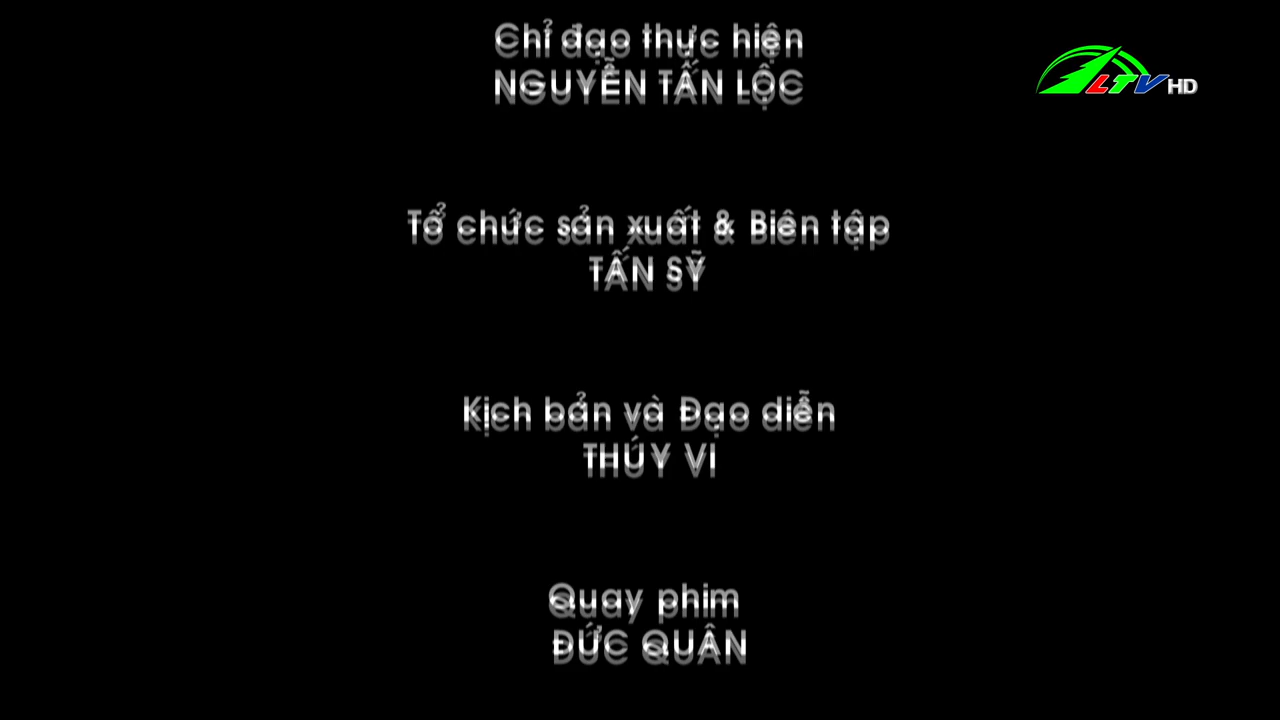 Chỉ đạo thực hiện
NGUYỄN TẤN LỘC
LTV HD
Tổ chức sản xuất & Biên tập
TẤN SỸ
Kịch bản và Đạo diễn
THÚY VI
Quay phim
ĐỨC QUÂN